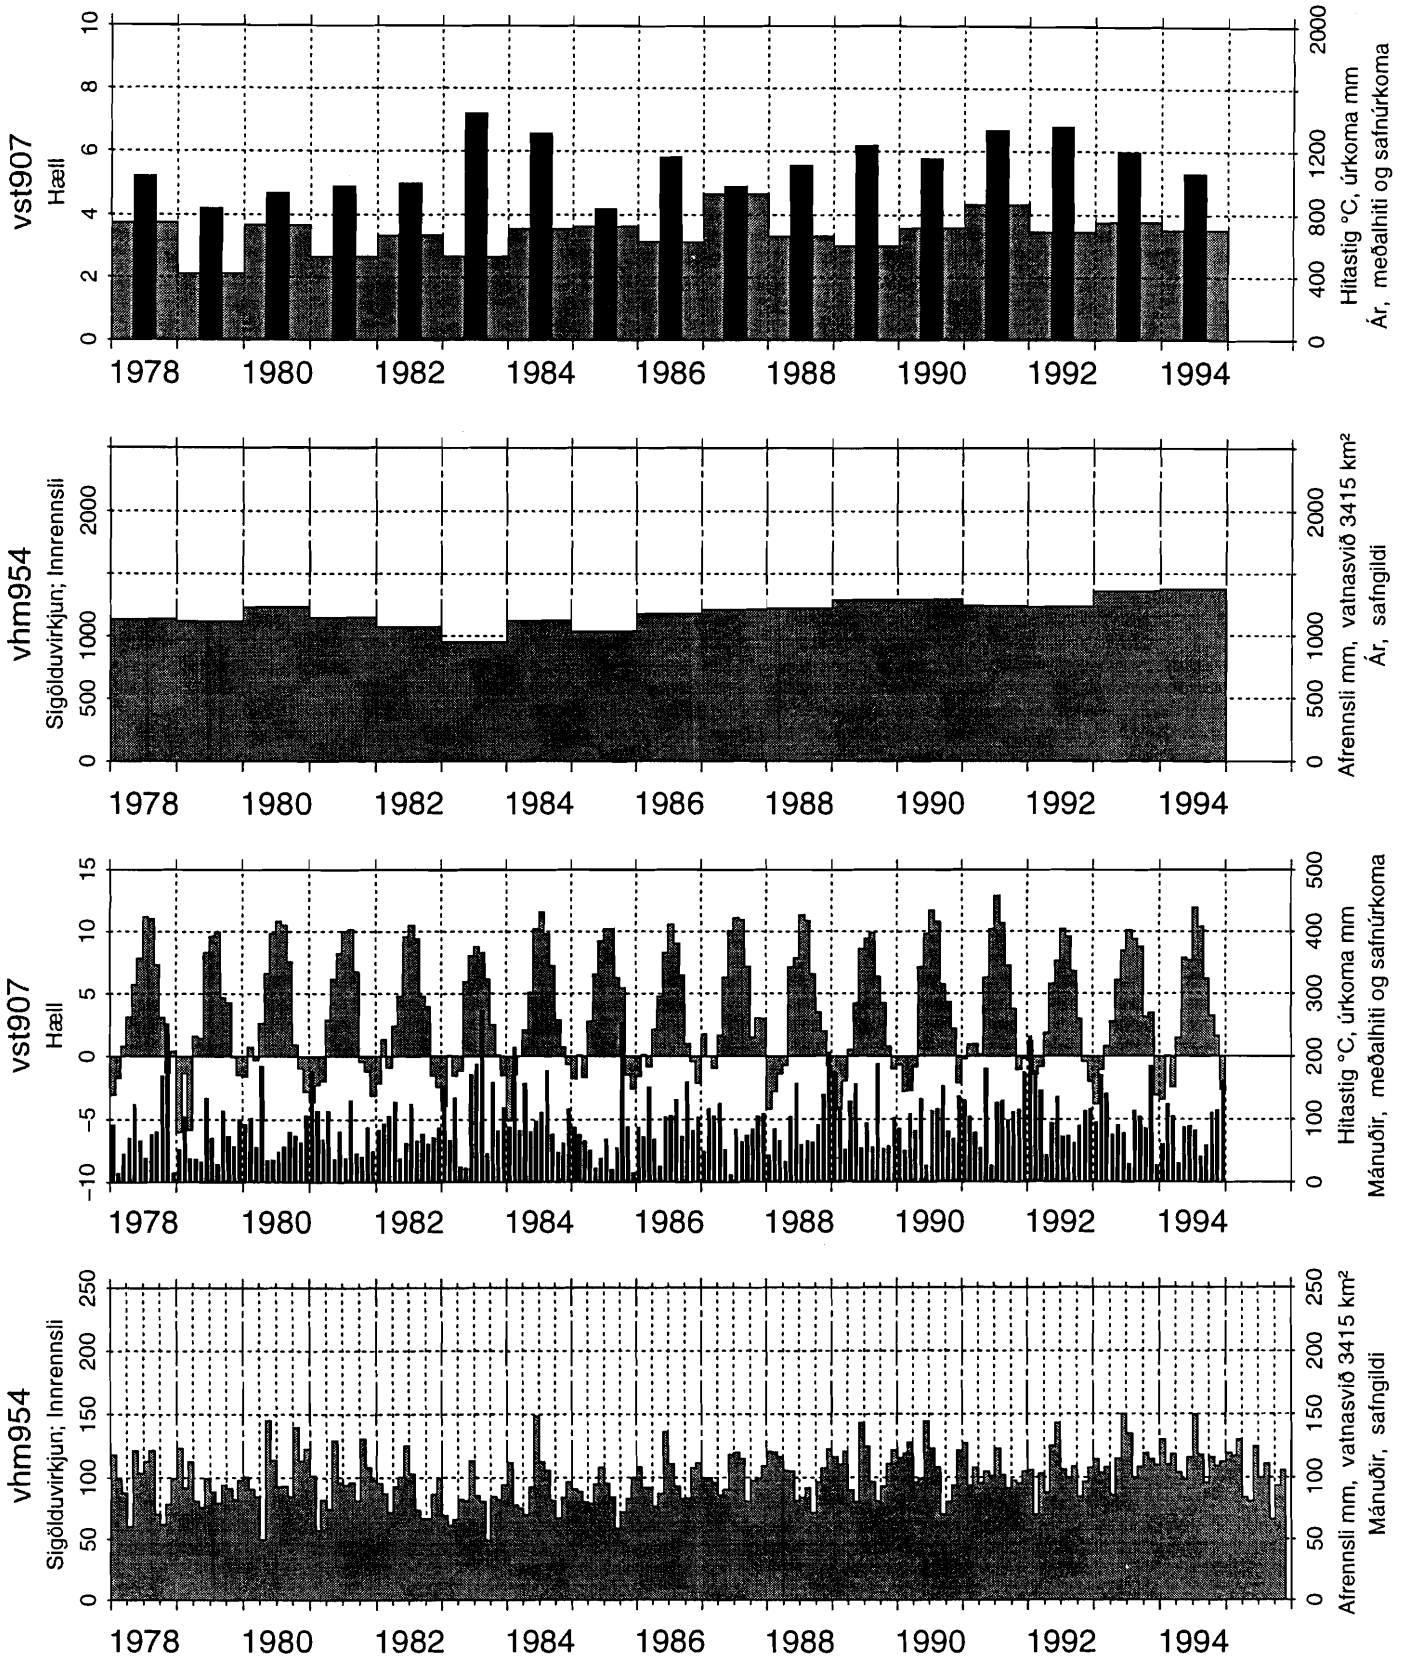 vst907
Hæll
0 2 4 6 8 10
0 400 800 1200 2000
Hitastig °C, úrkoma mm
Ár, meðalhiti og safnúrkoma
1978 1980 1982 1984 1986 1988 1990 1992 1994
vhm954
Sigölduvirkjun; Innrennsli
0 500 1000 2000
0 500 1000 2000
Afrennsli mm, vatnasvið 3415 km²
Ár, safngildi
1978 1980 1982 1984 1986 1988 1990 1992 1994
vst907
Hæll
−10 −5 0 5 10 15
0 100 200 300 400 500
Hitastig °C, úrkoma mm
Mánuðir, meðalhiti og safnúrkoma
1978 1980 1982 1984 1986 1988 1990 1992 1994
vhm954
Sigölduvirkjun; Innrennsli
0 50 100 150 200 250
0 50 100 150 200 250
Afrennsli mm, vatnasvið 3415 km²
Mánuðir, safngildi
1978 1980 1982 1984 1986 1988 1990 1992 1994